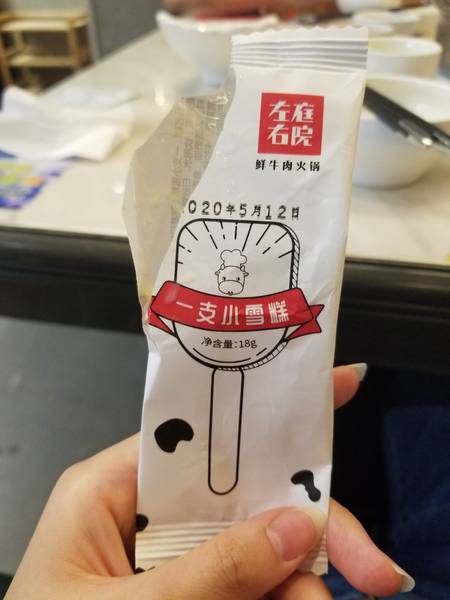 左庭
右院
鲜牛肉火锅
020年5月12日
一支小雪糕
净含量:18g